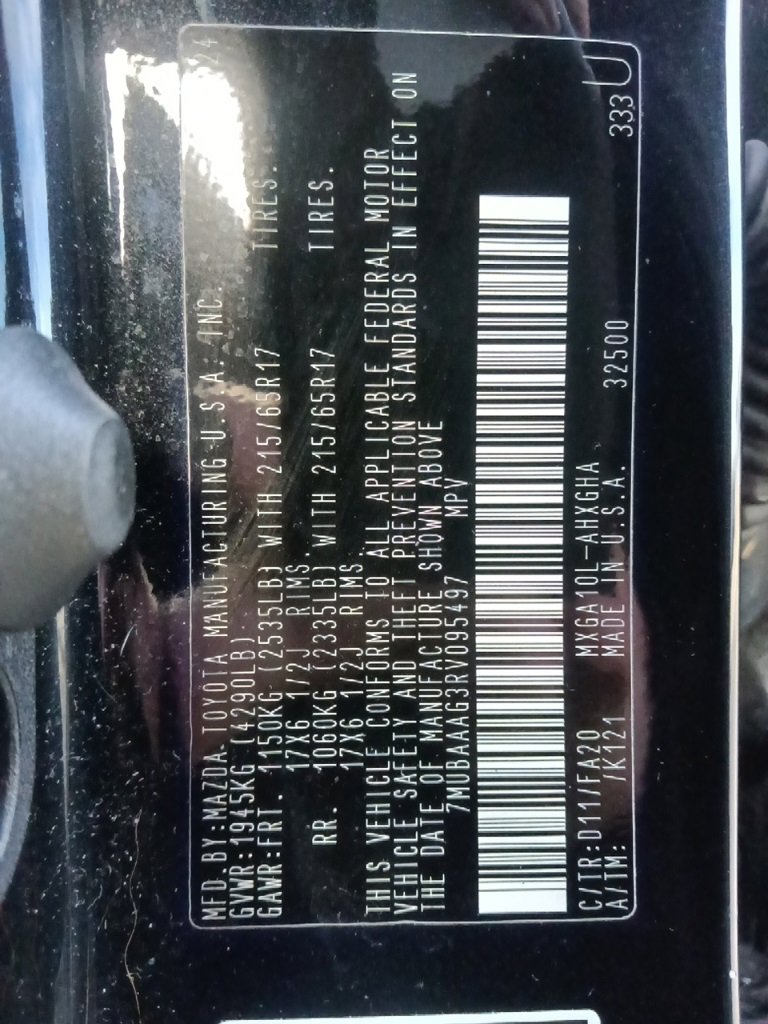 MFD.BY:MAZDA TOYOTA MANUFACTURING U.S.A.,INC. 24
GVWR:1945KG (4290LB)
GAWR:FRT. 1150KG (2535LB) WITH 215/65R17 TIRES.
17X6 1/2J RIMS.
RR. 1060KG (2335LB) WITH 215/65R17 TIRES.
17X6 1/2J RIMS.
THIS VEHICLE CONFORMS TO ALL APPLICABLE FEDERAL MOTOR
VEHICLE SAFETY AND THEFT PREVENTION STANDARDS IN EFFECT ON
THE DATE OF MANUFACTURE SHOWN ABOVE
7MUBAAAG3RV095497 MPV
C/TR:D11/FA20 MXGA10L-AHXGHA
A/TM: /K121 MADE IN U.S.A. 32500 333 U